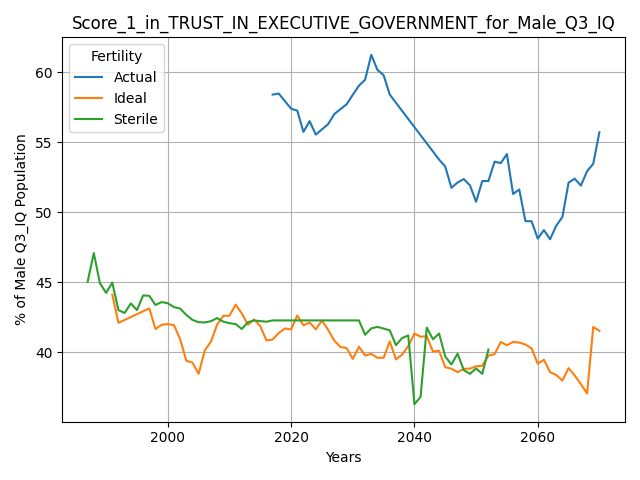 Score_1_in_TRUST_IN_EXECUTIVE_GOVERNMENT_for_Male_Q3_IQ
Fertility
Actual
Ideal
Sterile
% of Male Q3_IQ Population
60
55
50
45
40
2000
2020
2040
2060
Years